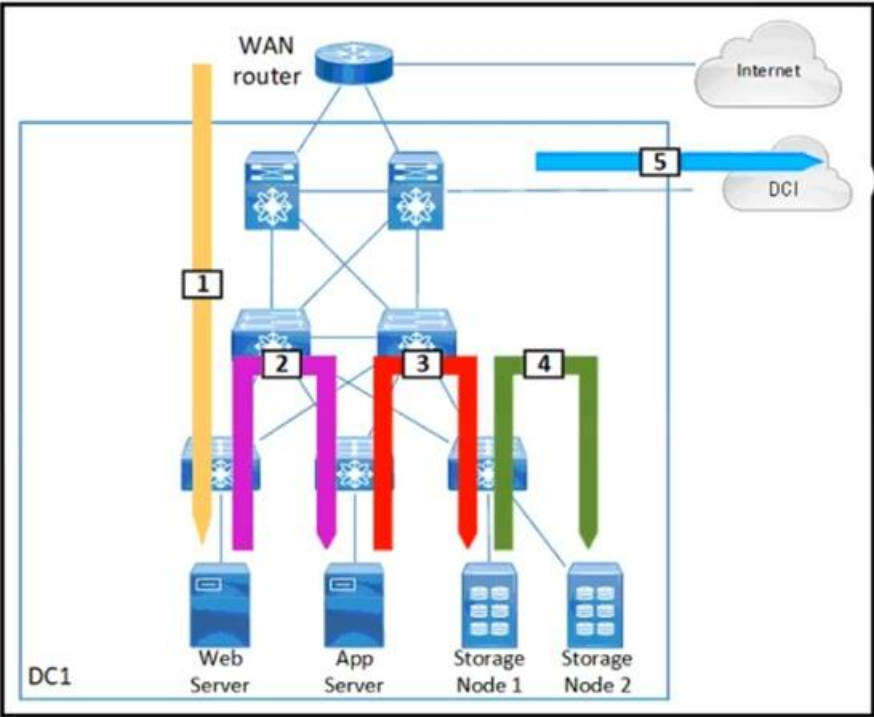 WAN
router
Internet
5
DCI
1
2
3
4
Web
Server
App
Server
Storage
Node 1
Storage
Node 2
DC1